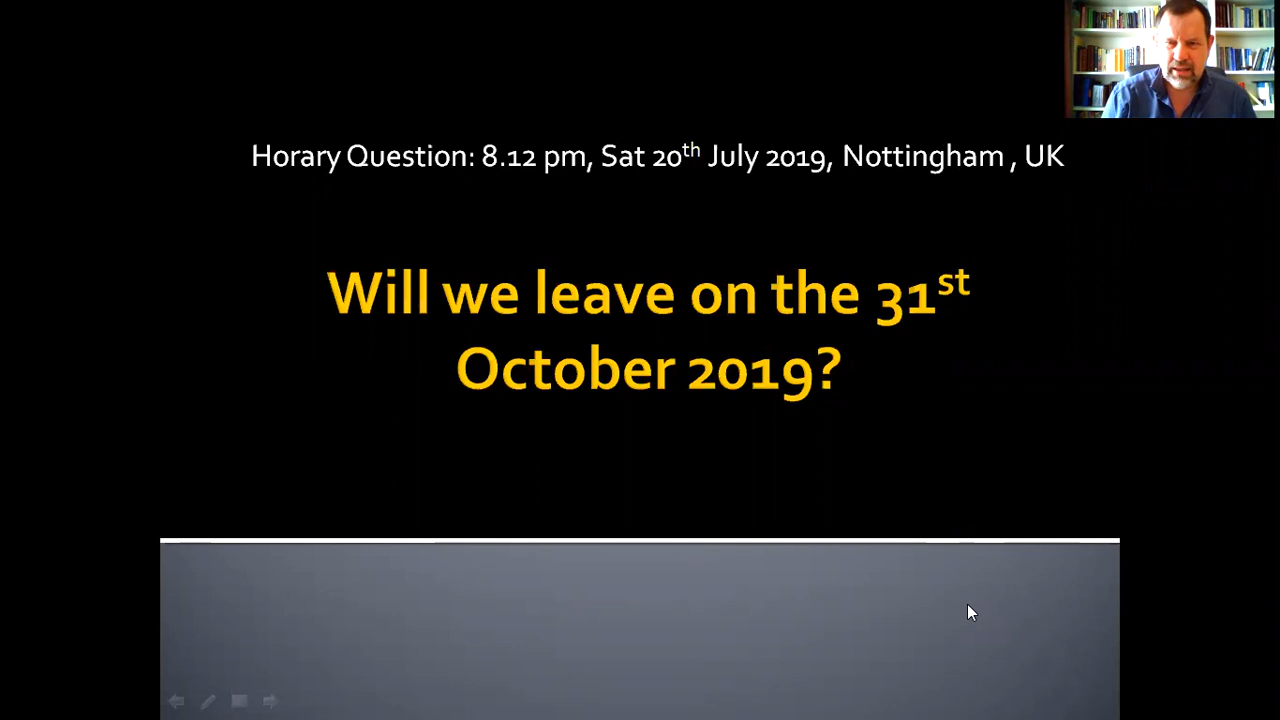 Horary Question: 8.12 pm, Sat 20th July 2019, Nottingham , UK
Will we leave on the 31st
October 2019?